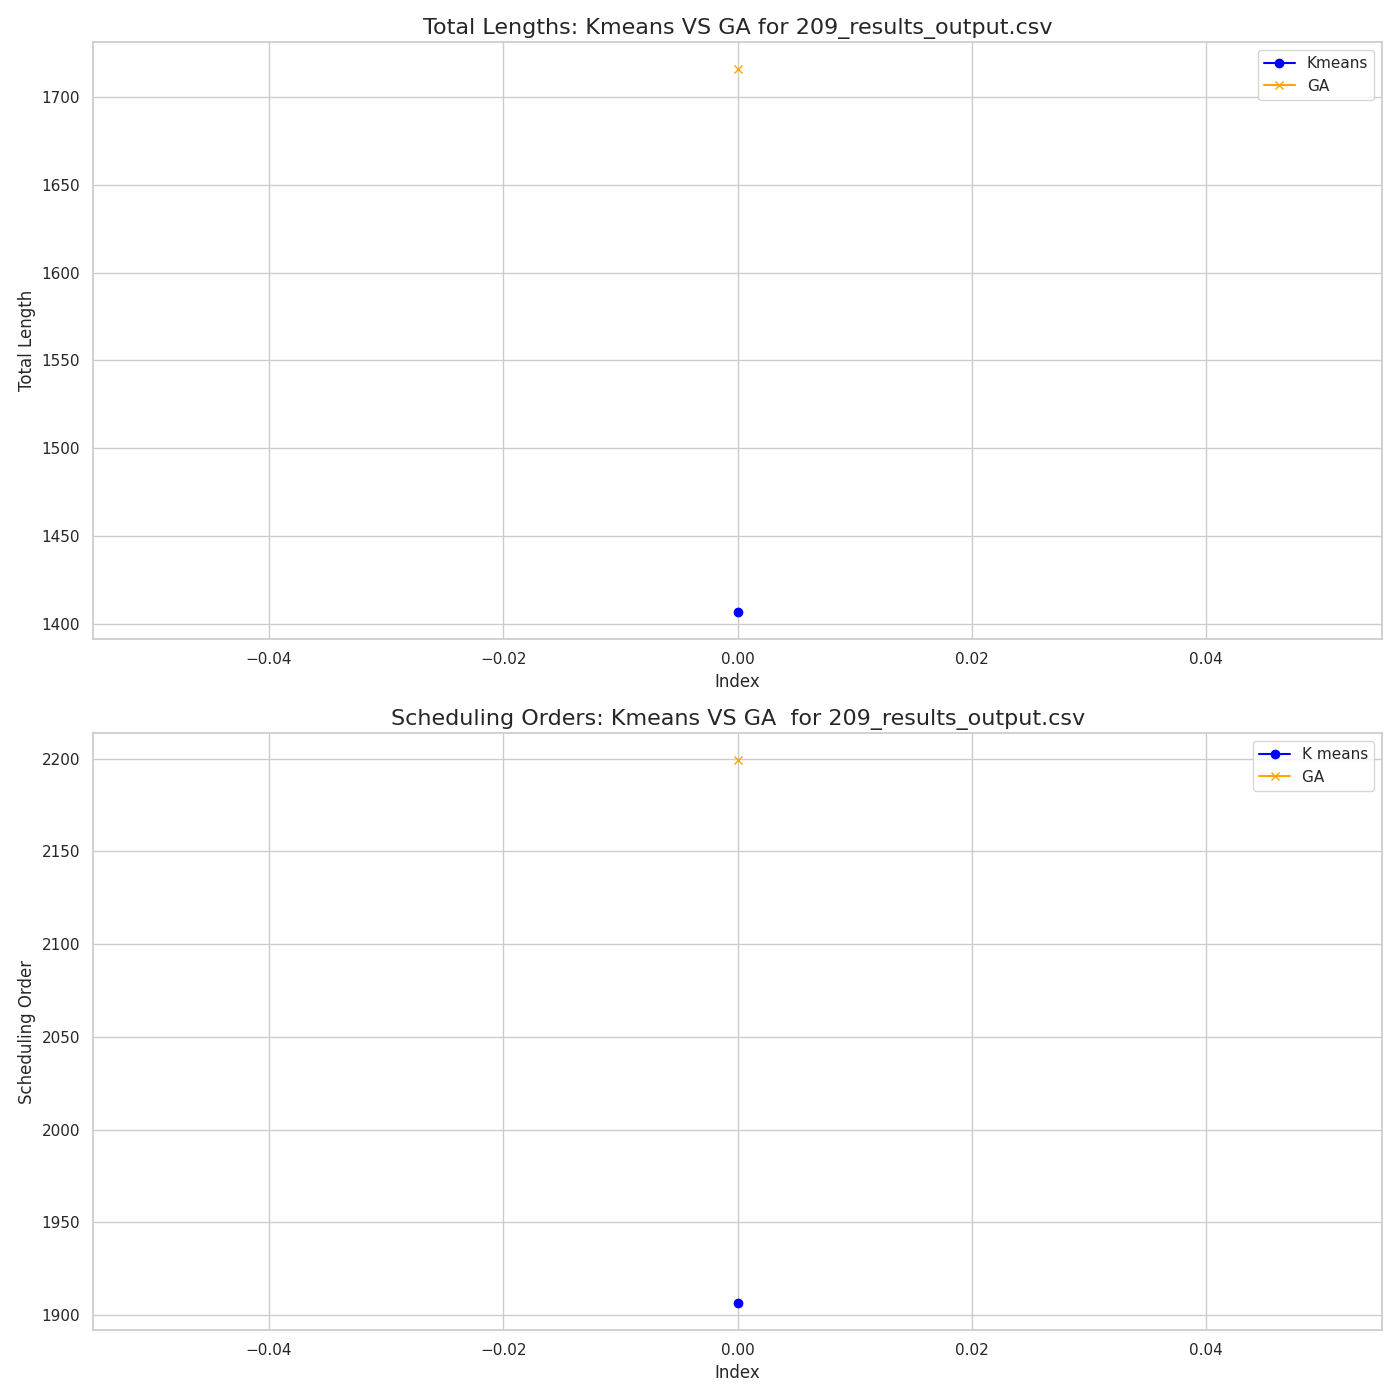 Total Lengths: Kmeans VS GA for 209_results_output.csv
Kmeans
GA
1700
1650
1600
1550
1500
1450
1400
Total Length
−0.04 −0.02 0.00 0.02 0.04
Index
Scheduling Orders: Kmeans VS GA  for 209_results_output.csv
K means
GA
2200
2150
2100
2050
2000
1950
1900
Scheduling Order
−0.04 −0.02 0.00 0.02 0.04
Index